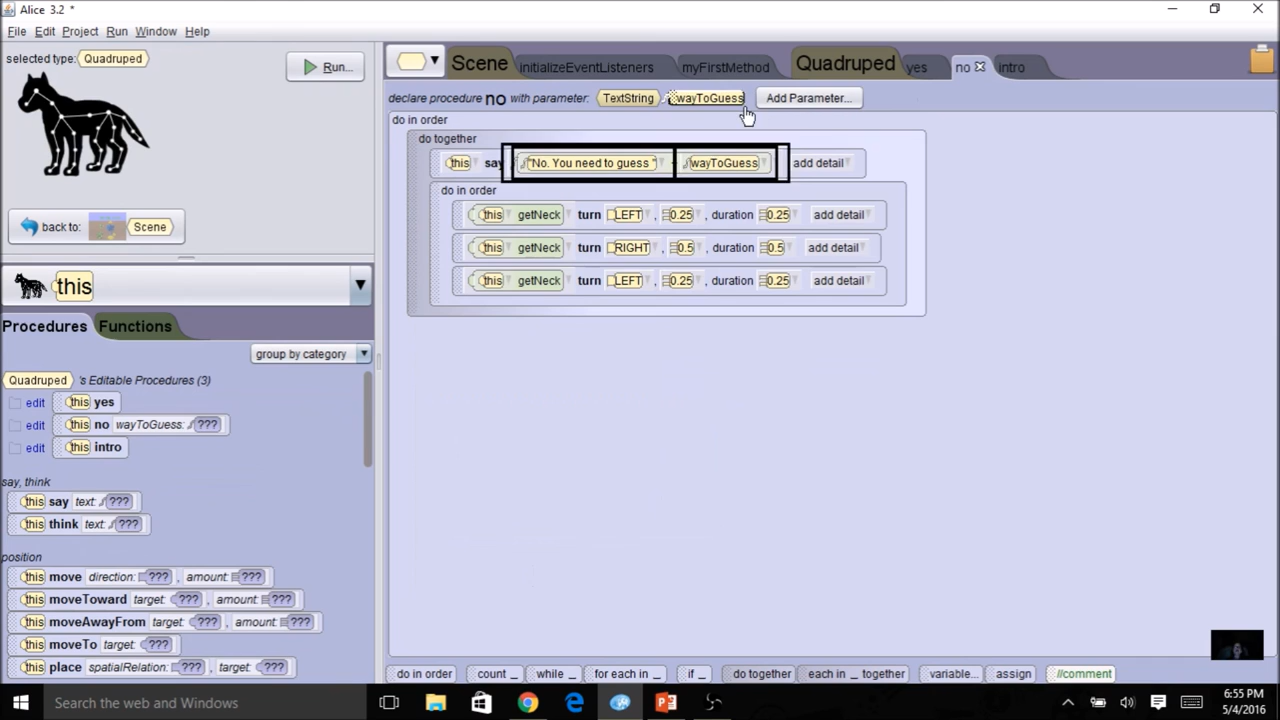 Alice 3.2 *
File Edit Project Run Window Help
selected type: Quadruped
Run...
back to: Scene
this
Procedures Functions
group by category
Quadruped 's Editable Procedures (3)
edit this yes
edit this no wayToGuess: ???
edit this intro
say, think
this say text: ???
this think text: ???
position
this move direction: ??? , amount: ???
this moveToward target: ??? , amount: ???
this moveAwayFrom target: ??? , amount: ???
this moveTo target: ???
this place spatialRelation: ??? , target: ???
Scene initializeEventListeners myFirstMethod Quadruped yes no intro
declare procedure no with parameter: TextString wayToGuess Add Parameter...
do in order
do together
this say "No. You need to guess " wayToGuess add detail
do in order
this getNeck turn LEFT , 0.25 , duration 0.25 add detail
this getNeck turn RIGHT , 0.5 , duration 0.5 add detail
this getNeck turn LEFT , 0.25 , duration 0.25 add detail
do in order count _ while _ for each in _ if _ do together each in _ together variable... assign //comment
Search the web and Windows
6:55 PM
5/4/2016